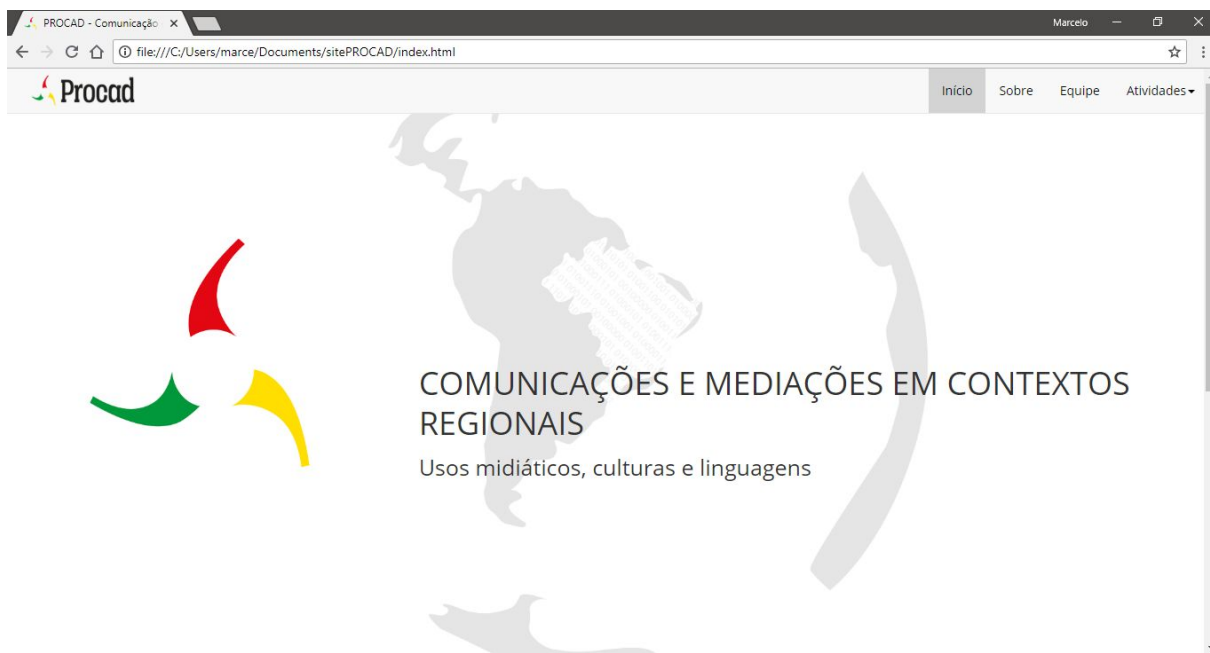 PROCAD - Comunicação
Marcelo
file:///C:/Users/marce/Documents/sitePROCAD/index.html
Procad
Início Sobre Equipe Atividades
COMUNICAÇÕES E MEDIAÇÕES EM CONTEXTOS
REGIONAIS
Usos midiáticos, culturas e linguagens